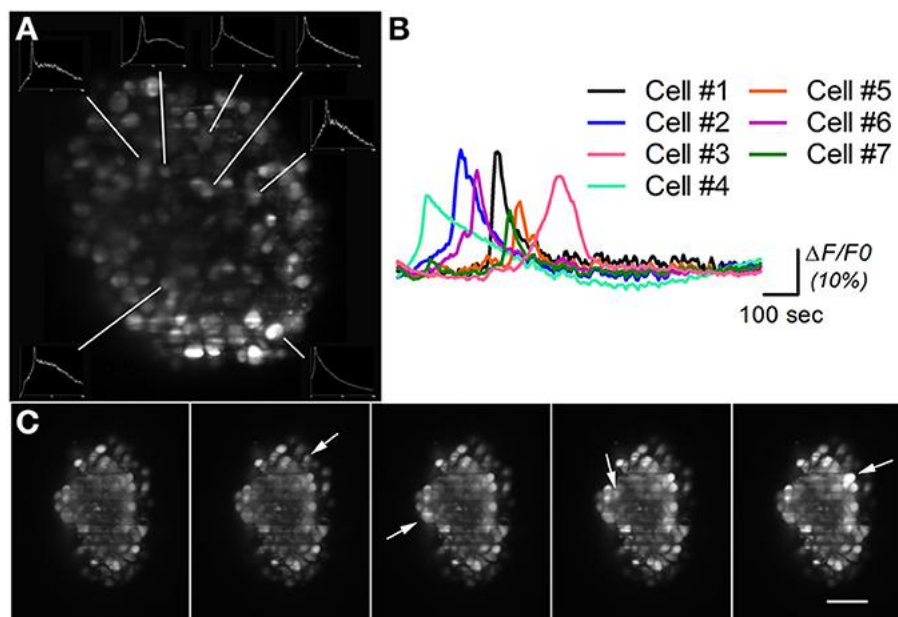 A
B
Cell #1
Cell #2
Cell #3
Cell #4
Cell #5
Cell #6
Cell #7
ΔF/F0
(10%)
100 sec
C